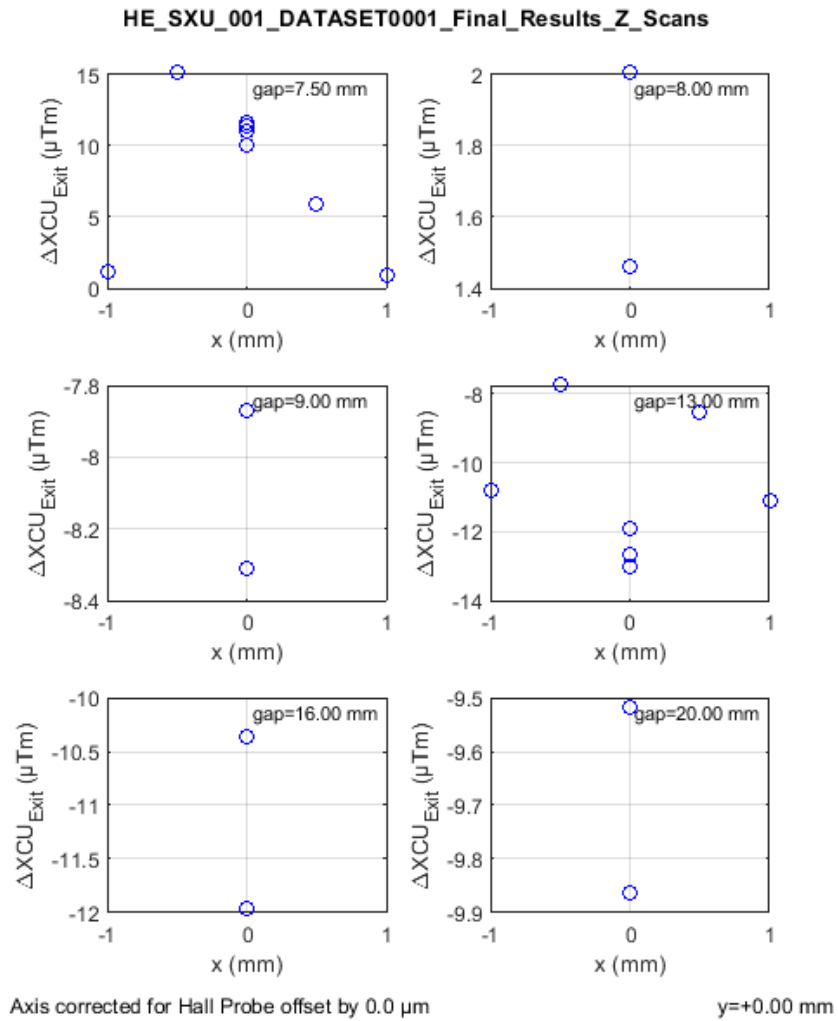 HE_SXU_001_DATASET0001_Final_Results_Z_Scans
15
10
5
0
ΔXCU_Exit (µTm)
gap=7.50 mm
-1
0
1
x (mm)
2
1.8
1.6
1.4
ΔXCU_Exit (µTm)
gap=8.00 mm
-1
0
1
x (mm)
-7.8
-8
-8.2
-8.4
ΔXCU_Exit (µTm)
gap=9.00 mm
-1
0
1
x (mm)
-8
-10
-12
-14
ΔXCU_Exit (µTm)
gap=13.00 mm
-1
0
1
x (mm)
-10
-10.5
-11
-11.5
-12
ΔXCU_Exit (µTm)
gap=16.00 mm
-1
0
1
x (mm)
-9.5
-9.6
-9.7
-9.8
-9.9
ΔXCU_Exit (µTm)
gap=20.00 mm
-1
0
1
x (mm)
Axis corrected for Hall Probe offset by 0.0 µm
y=+0.00 mm